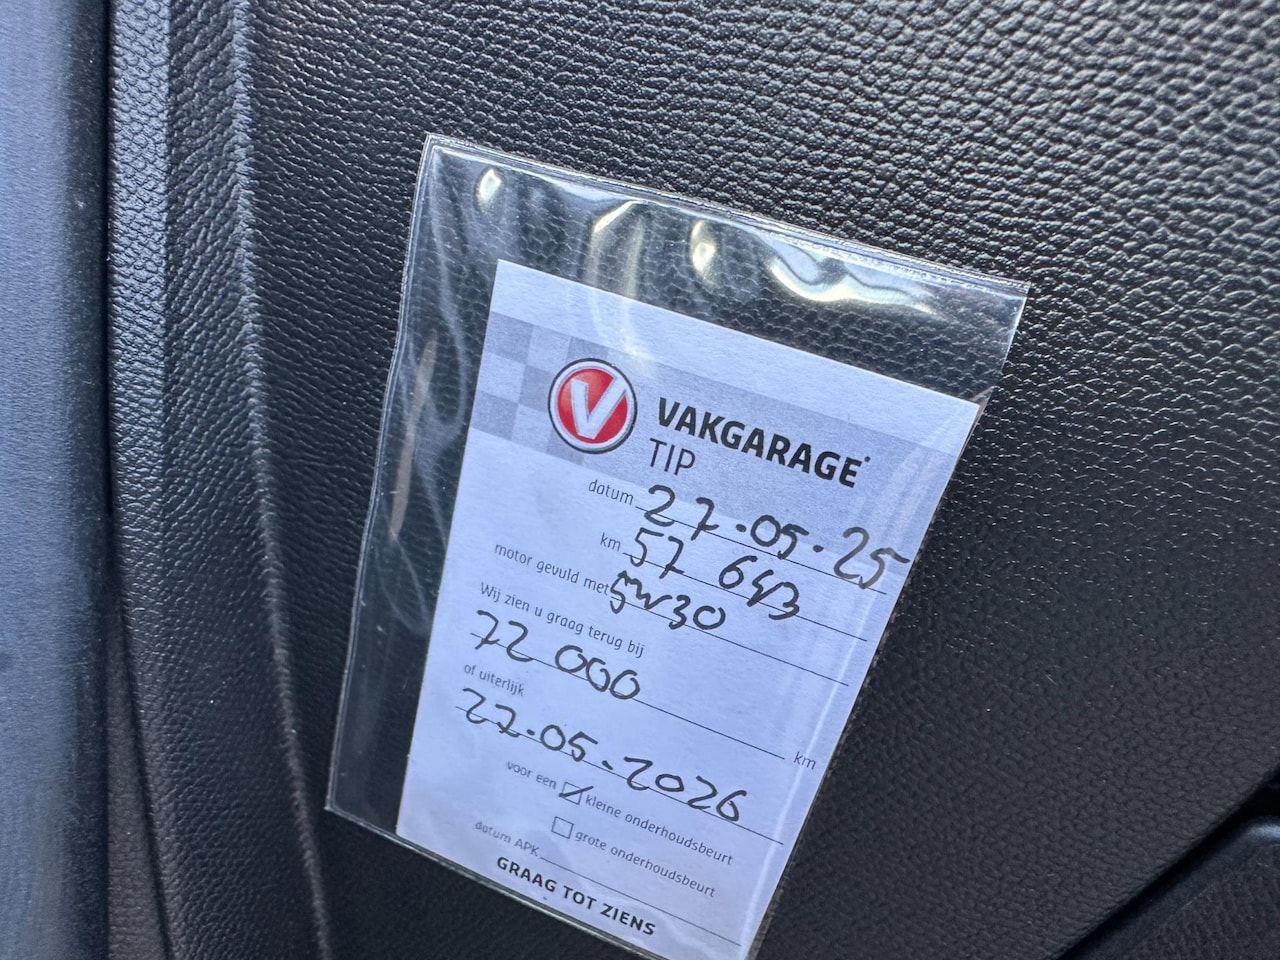 V VAKGARAGE
TIP
datum 27.05.25
km 57 643
motor gevuld met 5w30
Wij zien u graag terug bij
72 000 km
of uiterlijk
27.05.2026
voor een kleine onderhoudsbeurt
grote onderhoudsbeurt
datum APK
GRAAG TOT ZIENS